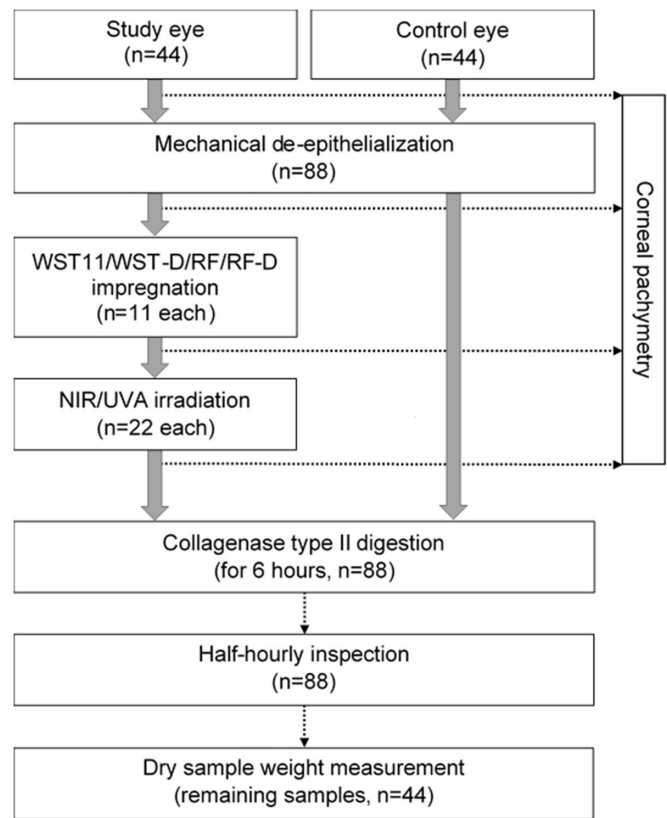 Study eye
(n=44)
Control eye
(n=44)
Mechanical de-epithelialization
(n=88)
Corneal pachymetry
WST11/WST-D/RF/RF-D
impregnation
(n=11 each)
NIR/UVA irradiation
(n=22 each)
Collagenase type II digestion
(for 6 hours, n=88)
Half-hourly inspection
(n=88)
Dry sample weight measurement
(remaining samples, n=44)